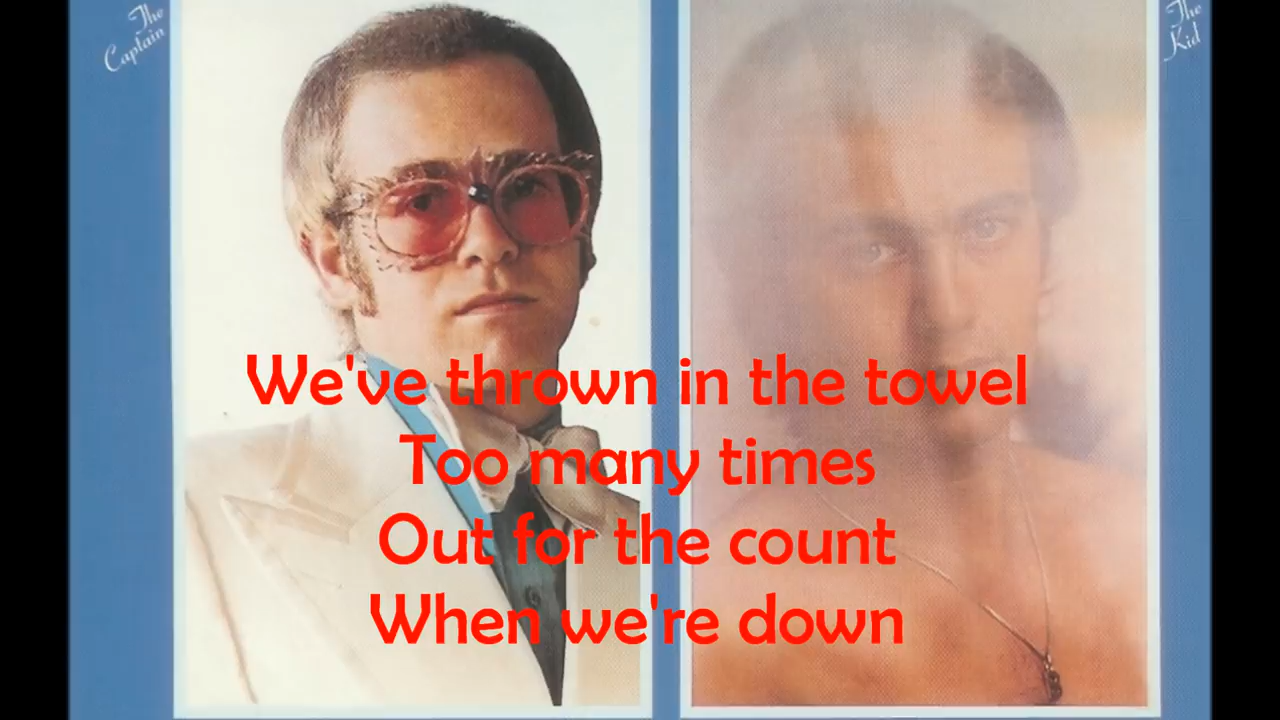 The
Captain
The
Kid
We've thrown in the towel
Too many times
Out for the count
When we're down